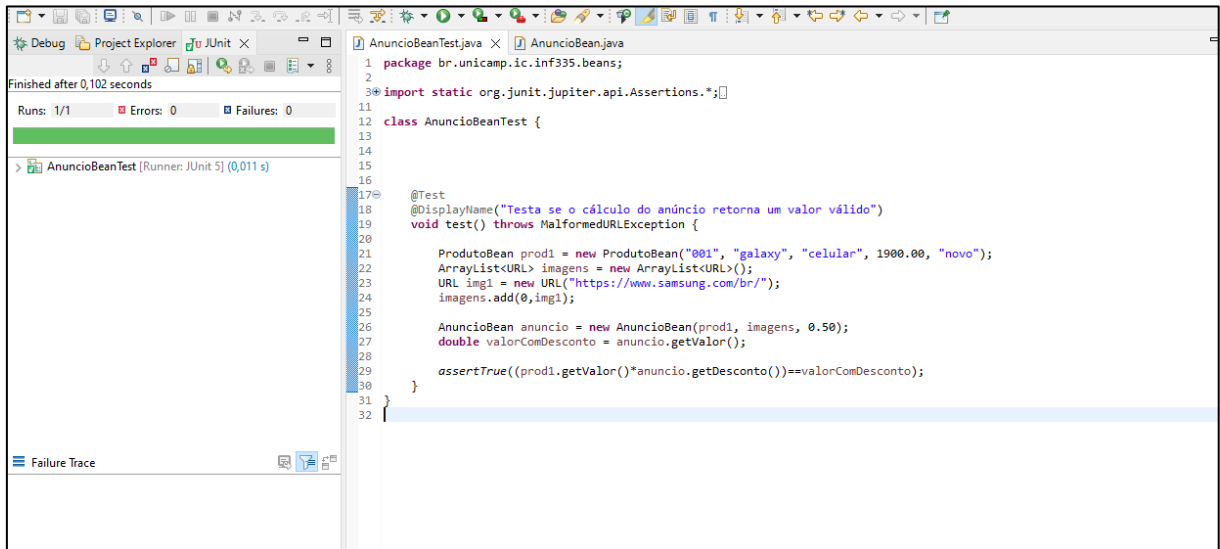 Debug Project Explorer JUnit
Finished after 0,102 seconds
Runs: 1/1 Errors: 0 Failures: 0
AnuncioBeanTest [Runner: JUnit 5] (0,011 s)
Failure Trace
AnuncioBeanTest.java AnuncioBean.java
1 package br.unicamp.ic.inf335.beans;
2
3 import static org.junit.jupiter.api.Assertions.*;
11
12 class AnuncioBeanTest {
13
14
15
16
17 @Test
18 @DisplayName("Testa se o cálculo do anúncio retorna um valor válido")
19 void test() throws MalformedURLException {
20
21 ProdutoBean prod1 = new ProdutoBean("001", "galaxy", "celular", 1900.00, "novo");
22 ArrayList<URL> imagens = new ArrayList<URL>();
23 URL img1 = new URL("https://www.samsung.com/br/");
24 imagens.add(0,img1);
25
26 AnuncioBean anuncio = new AnuncioBean(prod1, imagens, 0.50);
27 double valorComDesconto = anuncio.getValor();
28
29 assertTrue((prod1.getValor()*anuncio.getDesconto())==valorComDesconto);
30 }
31 }
32